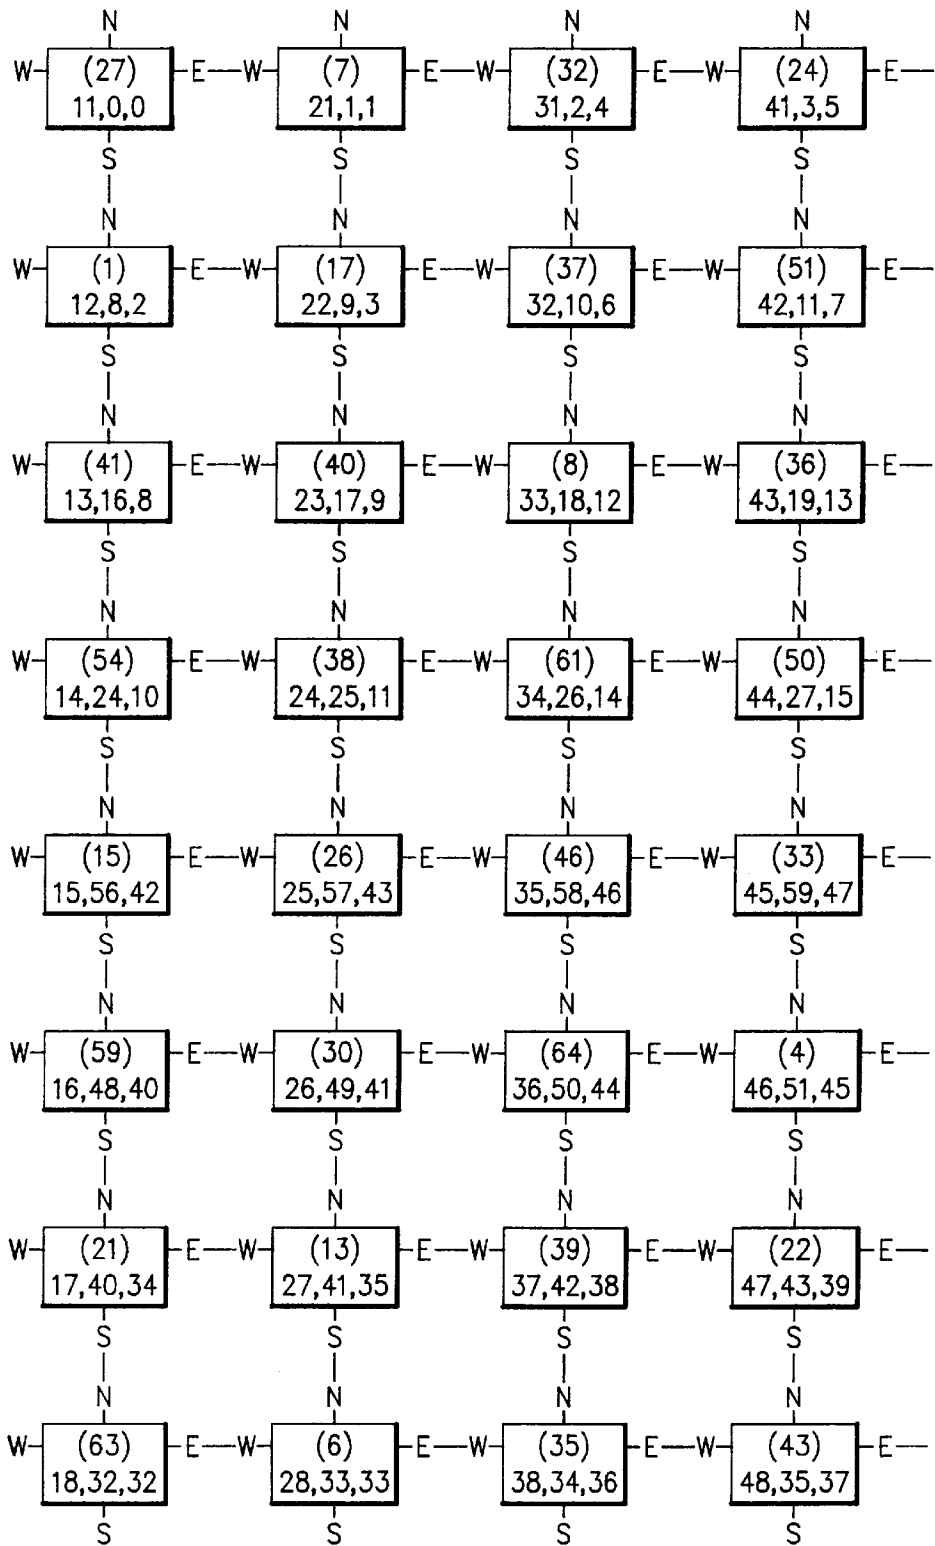 N N N N
W (27) E W (7) E W (32) E W (24) E
11,0,0 21,1,1 31,2,4 41,3,5
S S S S
N N N N
W (1) E W (17) E W (37) E W (51) E
12,8,2 22,9,3 32,10,6 42,11,7
S S S S
N N N N
W (41) E W (40) E W (8) E W (36) E
13,16,8 23,17,9 33,18,12 43,19,13
S S S S
N N N N
W (54) E W (38) E W (61) E W (50) E
14,24,10 24,25,11 34,26,14 44,27,15
S S S S
N N N N
W (15) E W (26) E W (46) E W (33) E
15,56,42 25,57,43 35,58,46 45,59,47
S S S S
N N N N
W (59) E W (30) E W (64) E W (4) E
16,48,40 26,49,41 36,50,44 46,51,45
S S S S
N N N N
W (21) E W (13) E W (39) E W (22) E
17,40,34 27,41,35 37,42,38 47,43,39
S S S S
N N N N
W (63) E W (6) E W (35) E W (43) E
18,32,32 28,33,33 38,34,36 48,35,37
S S S S